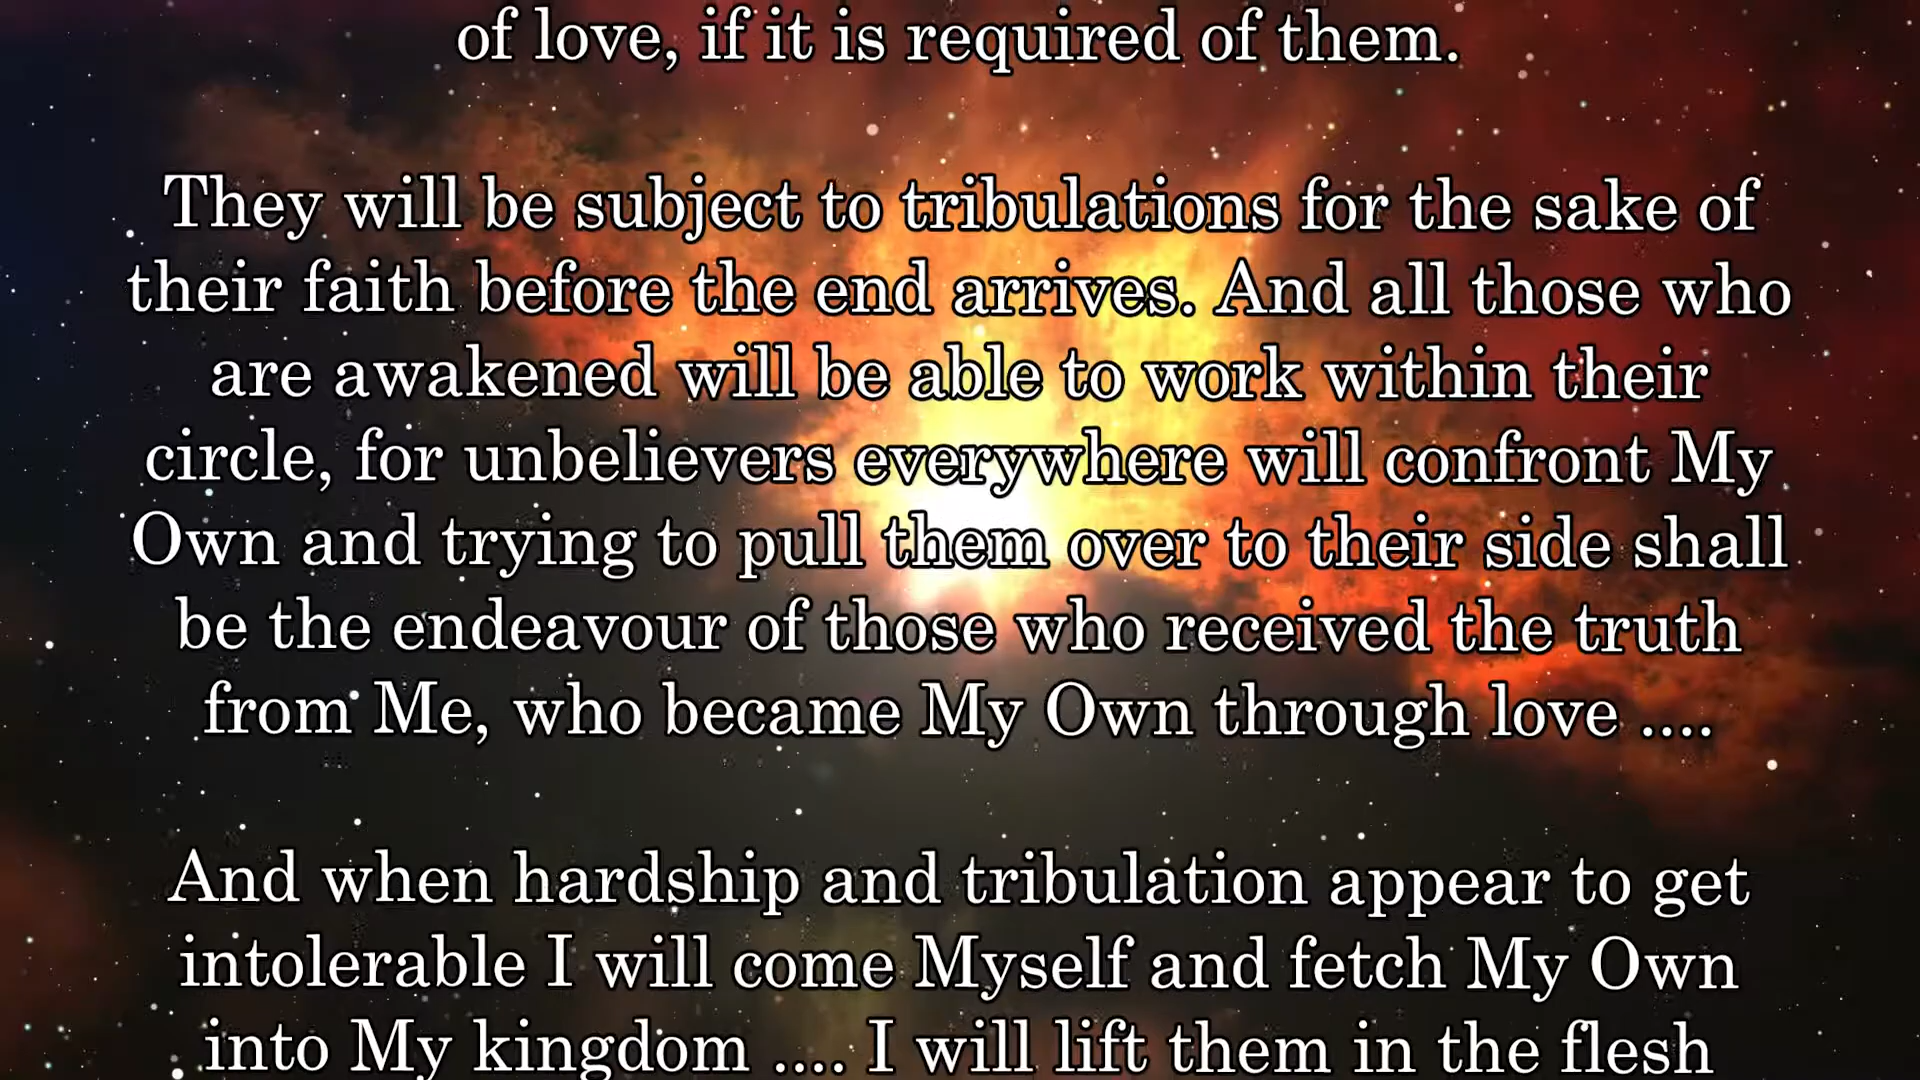 of love, if it is required of them.
They will be subject to tribulations for the sake of
their faith before the end arrives. And all those who
are awakened will be able to work within their
circle, for unbelievers everywhere will confront My
Own and trying to pull them over to their side shall
be the endeavour of those who received the truth
from Me, who became My Own through love ....
And when hardship and tribulation appear to get
intolerable I will come Myself and fetch My Own
into My kingdom .... I will lift them in the flesh